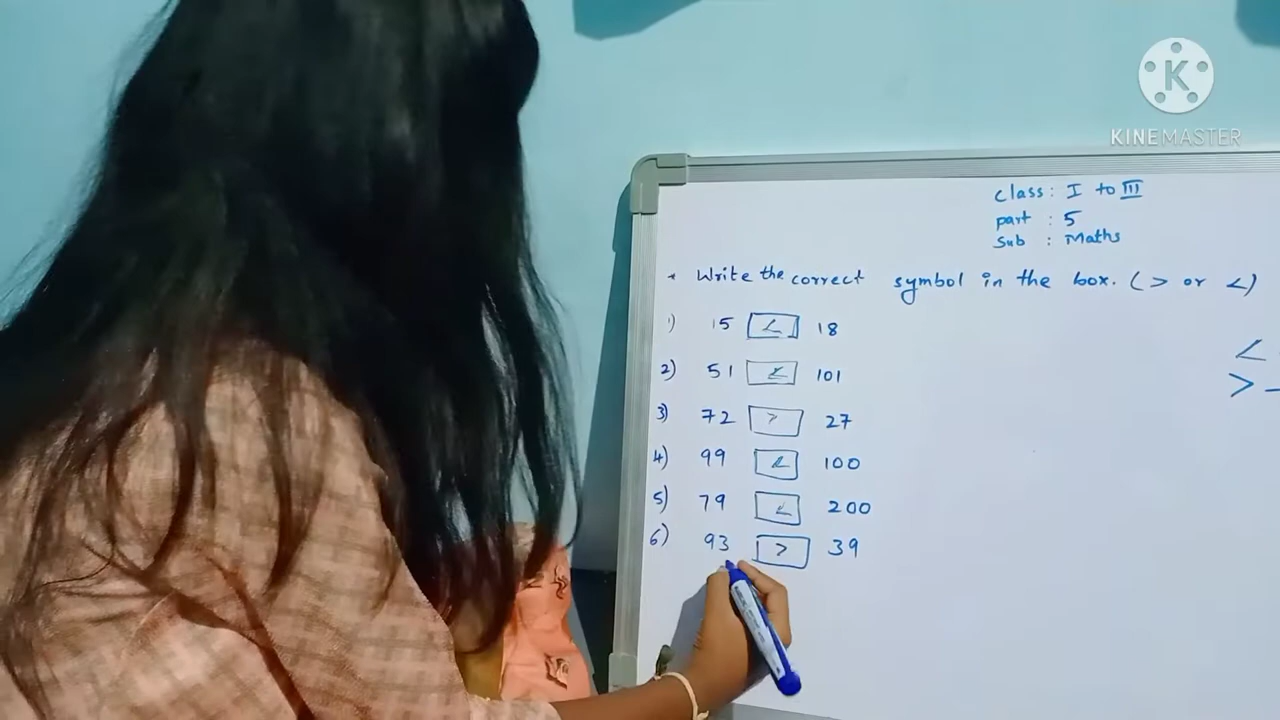 KINEMASTER
class: I to III
part : 5
Sub : Maths
* Write the correct symbol in the box. ( > or < )
1) 15 < 18
2) 51 < 101
3) 72 > 27
4) 99 < 100
5) 79 < 200
6) 93 > 39
<
> –